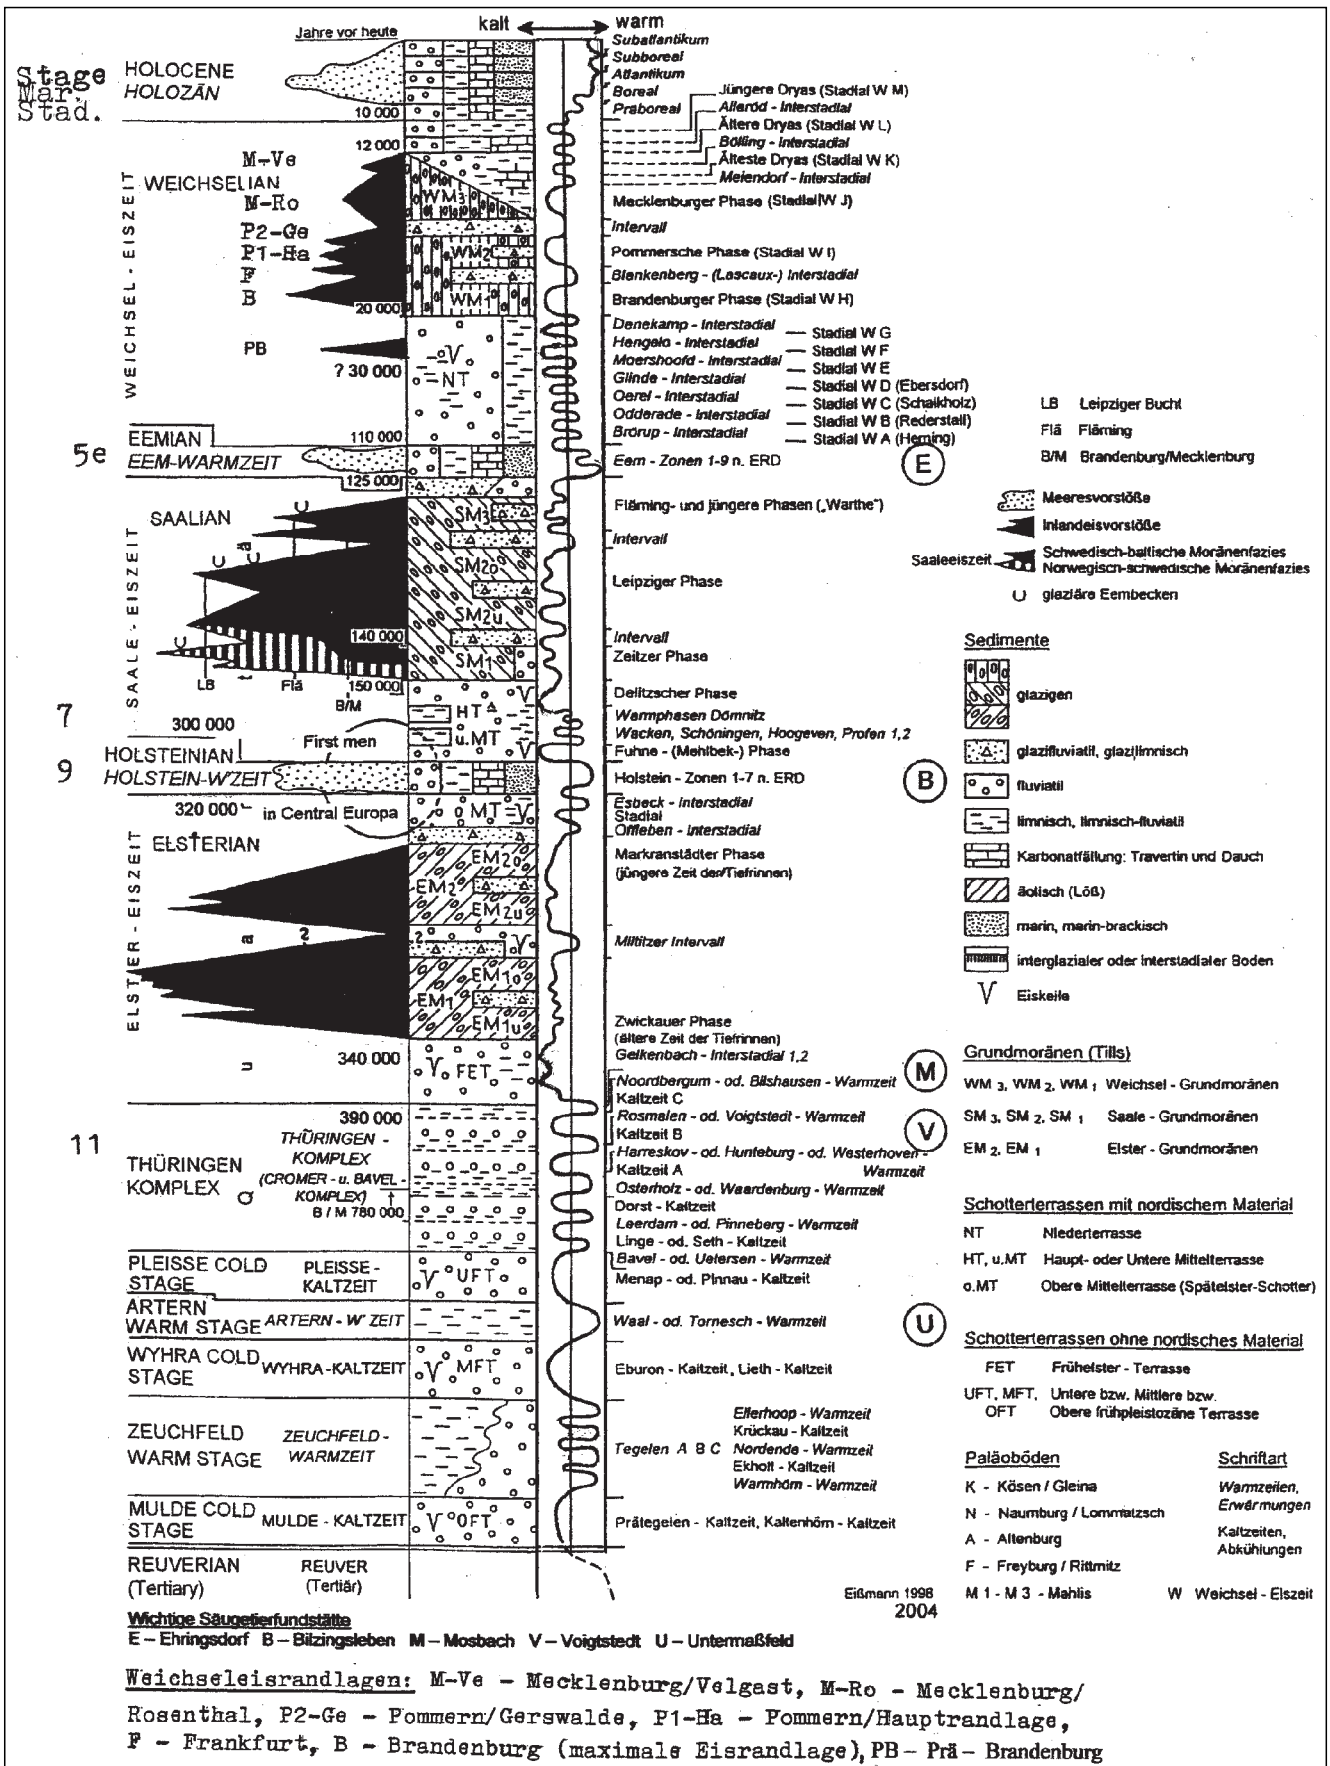 Jahre vor heute
kalt
warm
Stage
Mar.
Stad.
HOLOCENE
HOLOZÄN
10 000
Subatlantikum
Subboreal
Atlantikum
Boreal
Präboreal
Jüngere Dryas (Stadial W M)
Alleröd - Interstadial
Ältere Dryas (Stadial W L)
Bölling - Interstadial
Älteste Dryas (Stadial W K)
Meiendorf - Interstadial
WEICHSEL-EISZEIT
12 000
M-Ve
WEICHSELIAN
M-Ro
WM3
Mecklenburger Phase (Stadial W J)
P2-Ge
Intervall
P1-Ha
WM2
Pommersche Phase (Stadial W I)
F
Blankenberg - (Lascaux-) Interstadial
B
WM1
Brandenburger Phase (Stadial W H)
20 000
PB
? 30 000
V
NT
Denekamp - Interstadial
Stadial W G
Hengelo - Interstadial
Stadial W F
Moershoofd - Interstadial
Stadial W E
Glinde - Interstadial
Stadial W D (Ebersdorf)
Oerel - Interstadial
Stadial W C (Schalkholz)
Odderade - Interstadial
Stadial W B (Rederstall)
Brörup - Interstadial
Stadial W A (Herning)
110 000
LB Leipziger Bucht
Flä Fläming
B/M Brandenburg/Mecklenburg
5e
EEMIAN
EEM-WARMZEIT
125 000
Eem - Zonen 1-9 n. ERD
E
Meeresvorstöße
Inlandeisvorstöße
Saaleeiszeit
Schwedisch-baltische Moränenfazies
Norwegisch-schwedische Moränenfazies
glaziäre Eembecken
SAALE-EISZEIT
SAALIAN
SM3
Fläming- und jüngere Phasen („Warthe")
Intervall
SM2o
Leipziger Phase
SM2u
140 000
Intervall
SM1
Zeitzer Phase
LB
Flä
B/M
150 000
Delitzscher Phase
7
300 000
HT
u.MT
V
V
Warmphasen Dömnitz
Wacken, Schöningen, Hoogeven, Profen 1,2
Fuhne - (Mehlbek-) Phase
First men
in Central Europa
HOLSTEINIAN
9
HOLSTEIN-W'ZEIT
Holstein - Zonen 1-7 n. ERD
B
320 000
MT
V
Esbeck - Interstadial
Stadial
Offleben - Interstadial
ELSTER-EISZEIT
ELSTERIAN
EM2o
EM2
EM2u
Markranstädter Phase
(jüngere Zeit der Tiefrinnen)
a
?
?
V
Miltitzer Intervall
EM1o
EM1
EM1u
Zwickauer Phase
(ältere Zeit der Tiefrinnen)
Gelkenbach - Interstadial 1,2
u
340 000
V
FET
Noordbergum - od. Bilshausen - Warmzeit
Kaltzeit C
M
390 000
Rosmalen - od. Voigtstedt - Warmzeit
Kaltzeit B
V
11
THÜRINGEN
KOMPLEX
THÜRINGEN -
KOMPLEX
(CROMER - u. BAVEL -
KOMPLEX)
B / M 780 000
Harreskov - od. Hunteburg - od. Westerhoven -
Warmzeit
Kaltzeit A
Osterholz - od. Waardenburg - Warmzeit
Dorst - Kaltzeit
Leerdam - od. Pinneberg - Warmzeit
Linge - od. Seth - Kaltzeit
Bavel - od. Uetersen - Warmzeit
PLEISSE COLD
STAGE
PLEISSE -
KALTZEIT
V
UFT
Menap - od. Pinnau - Kaltzeit
ARTERN
WARM STAGE
ARTERN - W'ZEIT
Waal - od. Tornesch - Warmzeit
U
WYHRA COLD
STAGE
WYHRA-KALTZEIT
V
MFT
Eburon - Kaltzeit, Lieth - Kaltzeit
ZEUCHFELD
WARM STAGE
ZEUCHFELD -
WARMZEIT
Tegelen A B C
Ellerhoop - Warmzeit
Krückau - Kaltzeit
Nordende - Warmzeit
Ekholt - Kaltzeit
Warmhörn - Warmzeit
MULDE COLD
STAGE
MULDE - KALTZEIT
V
OFT
Prätegelen - Kaltzeit, Kaltenhörn - Kaltzeit
REUVERIAN
(Tertiary)
REUVER
(Tertiär)
Eißmann 1998
2004
Sedimente
glazigen
glazifluviatil, glazilimnisch
fluviatil
limnisch, limnisch-fluviatil
Karbonatfällung: Travertin und Dauch
äolisch (Löß)
marin, marin-brackisch
interglazialer oder interstadialer Boden
V Eiskeile
Grundmoränen (Tills)
WM 3, WM 2, WM 1 Weichsel - Grundmoränen
SM 3, SM 2, SM 1 Saale - Grundmoränen
EM 2, EM 1 Elster - Grundmoränen
Schotterterrassen mit nordischem Material
NT Niederterrasse
HT, u.MT Haupt- oder Untere Mittelterrasse
o.MT Obere Mittelterrasse (Spätelster-Schotter)
Schotterterrassen ohne nordisches Material
FET Frühelster - Terrasse
UFT, MFT, Untere bzw. Mittlere bzw.
OFT Obere frühpleistozäne Terrasse
Paläoböden
K - Kösen / Gleina
N - Naumburg / Lommatzsch
A - Altenburg
F - Freyburg / Rittmitz
M 1 - M 3 - Mahlis
Schriftart
Warmzeiten,
Erwärmungen
Kaltzeiten,
Abkühlungen
W Weichsel - Eiszeit
Wichtige Säugetierfundstätte
E – Ehringsdorf B – Bilzingsleben M – Mosbach V – Voigtstedt U – Untermaßfeld
Weichseleisrandlagen: M-Ve – Mecklenburg/Velgast, M-Ro – Mecklenburg/
Rosenthal, P2-Ge – Pommern/Gerswalde, P1-Ha – Pommern/Hauptrandlage,
F – Frankfurt, B – Brandenburg (maximale Eisrandlage), PB – Prä – Brandenburg